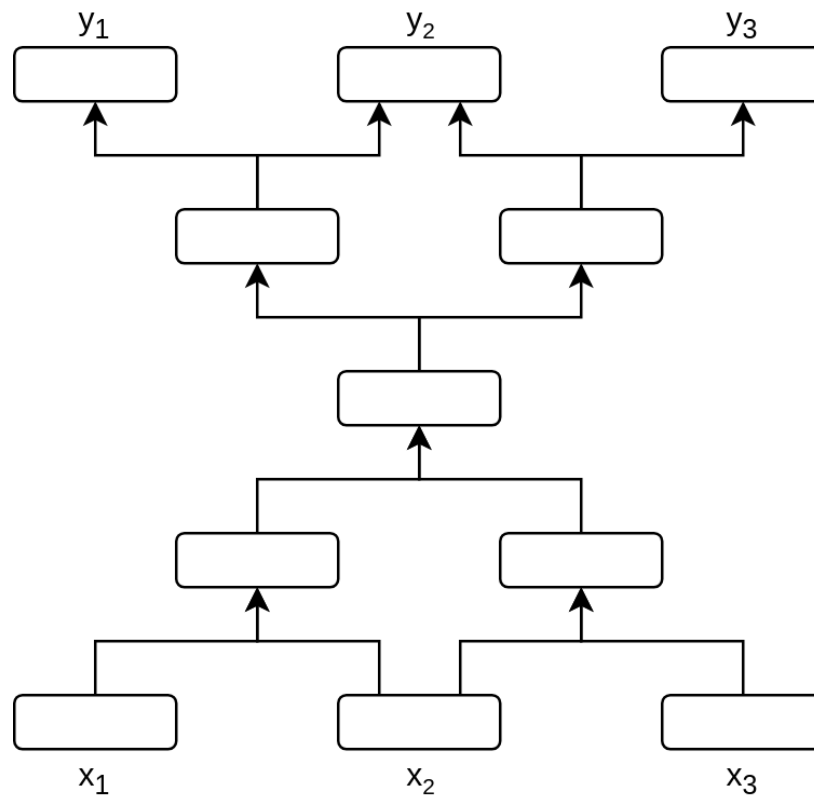 y₁ y₂ y₃
x₁ x₂ x₃